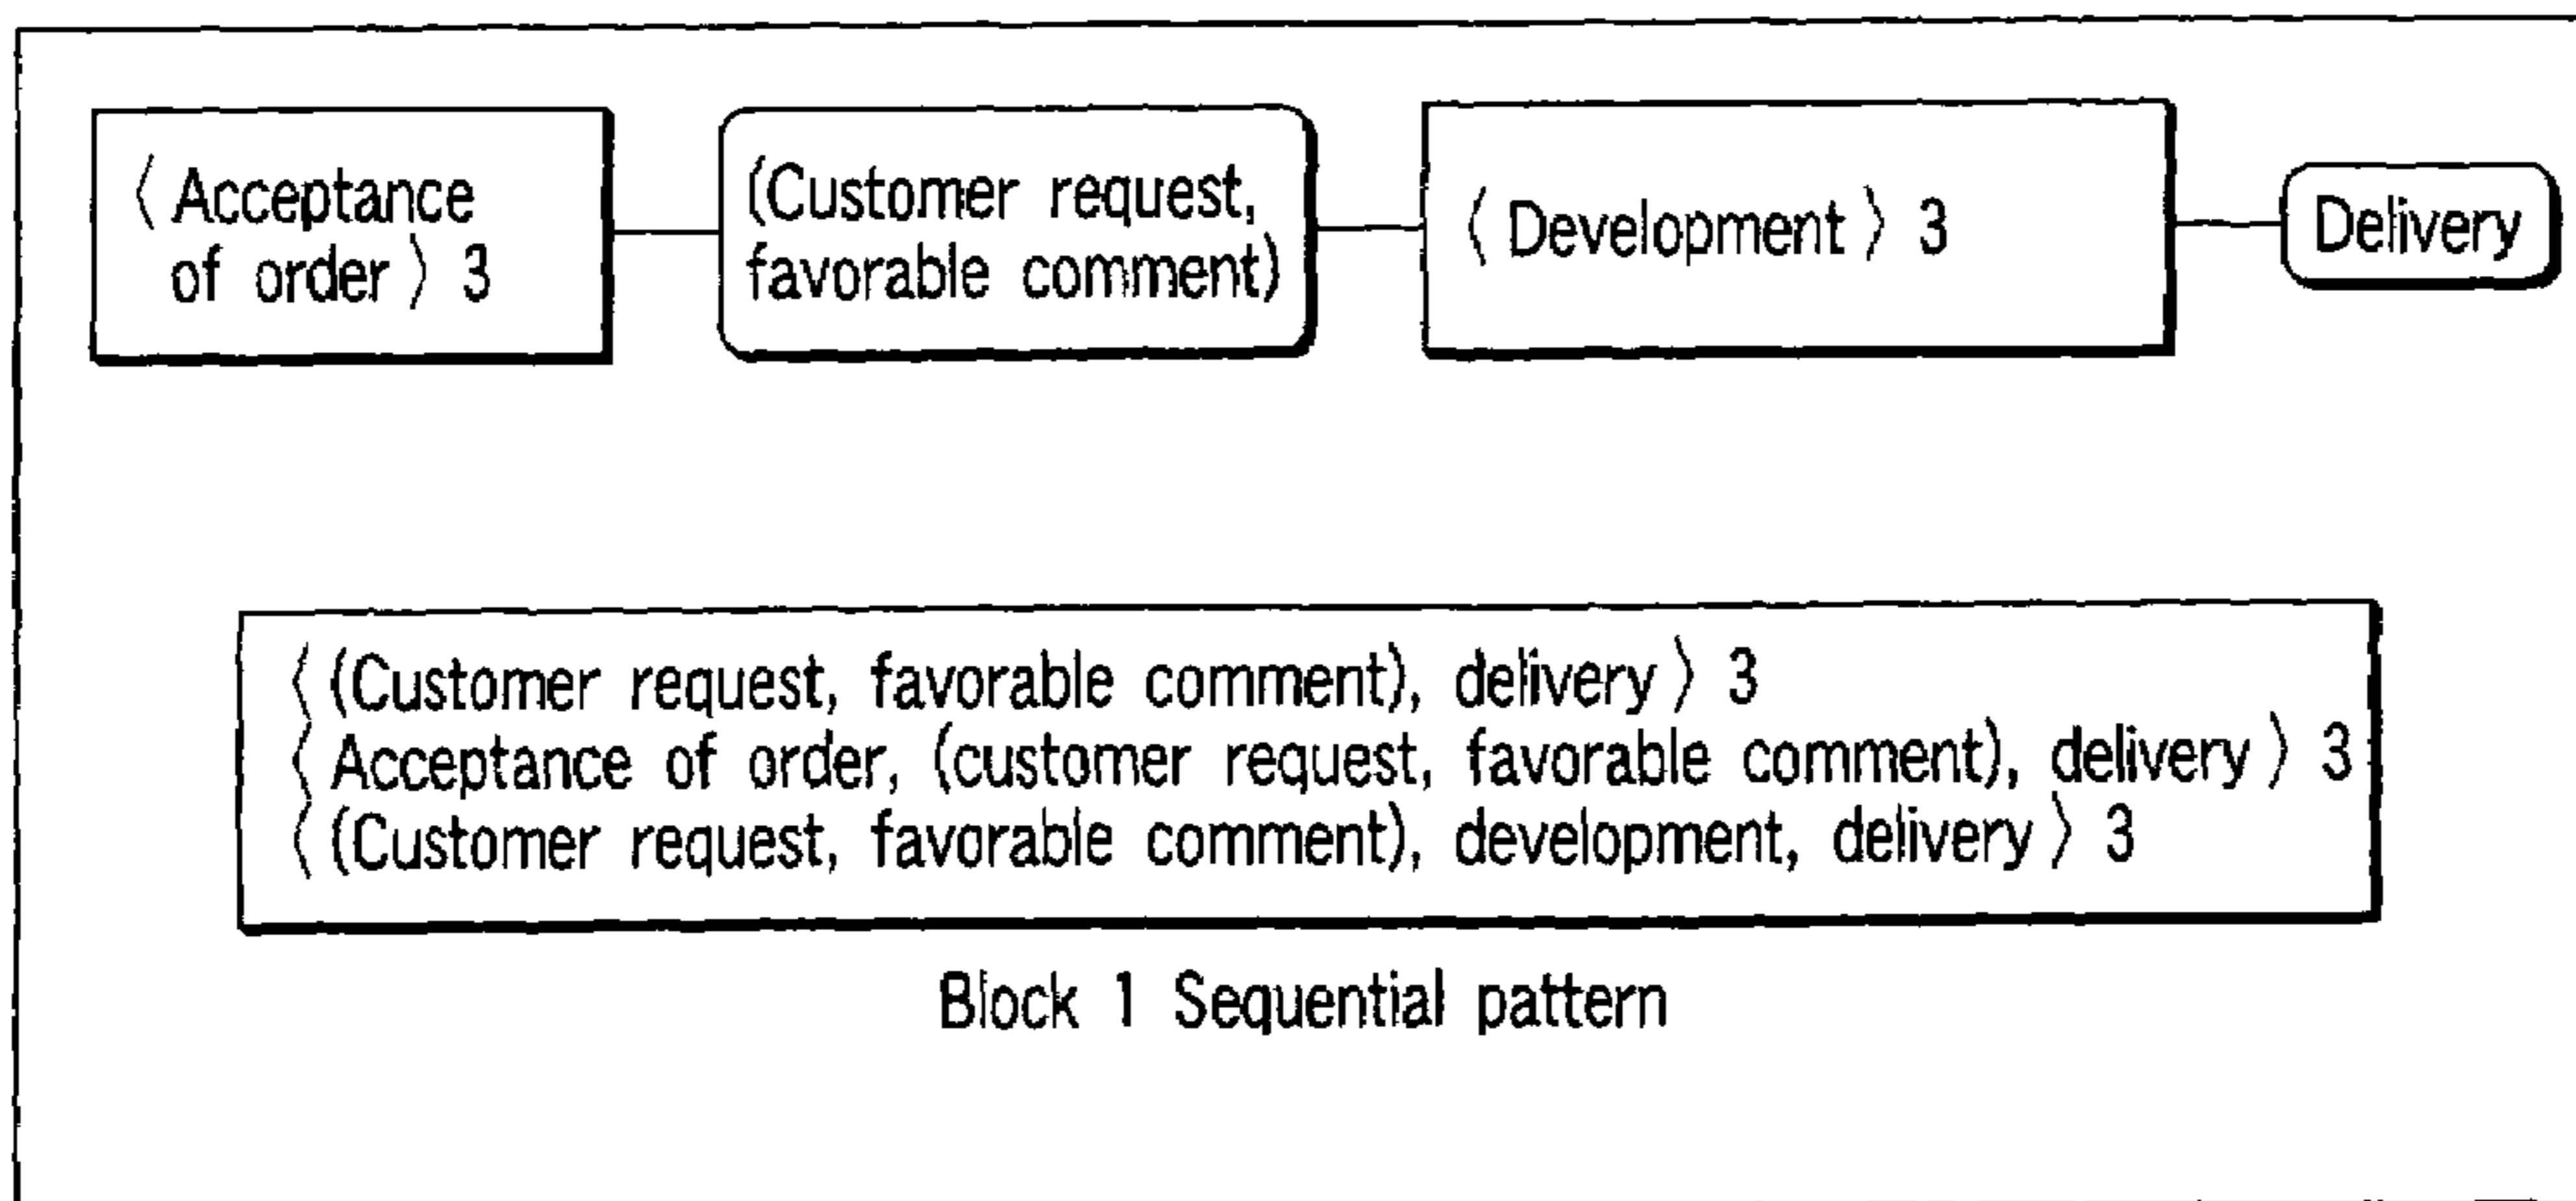 〈 Acceptance
of order 〉 3
(Customer request,
favorable comment)
〈 Development 〉 3
Delivery
〈 (Customer request, favorable comment), delivery 〉 3
〈 Acceptance of order, (customer request, favorable comment), delivery 〉 3
〈 (Customer request, favorable comment), development, delivery 〉 3
Block 1 Sequential pattern